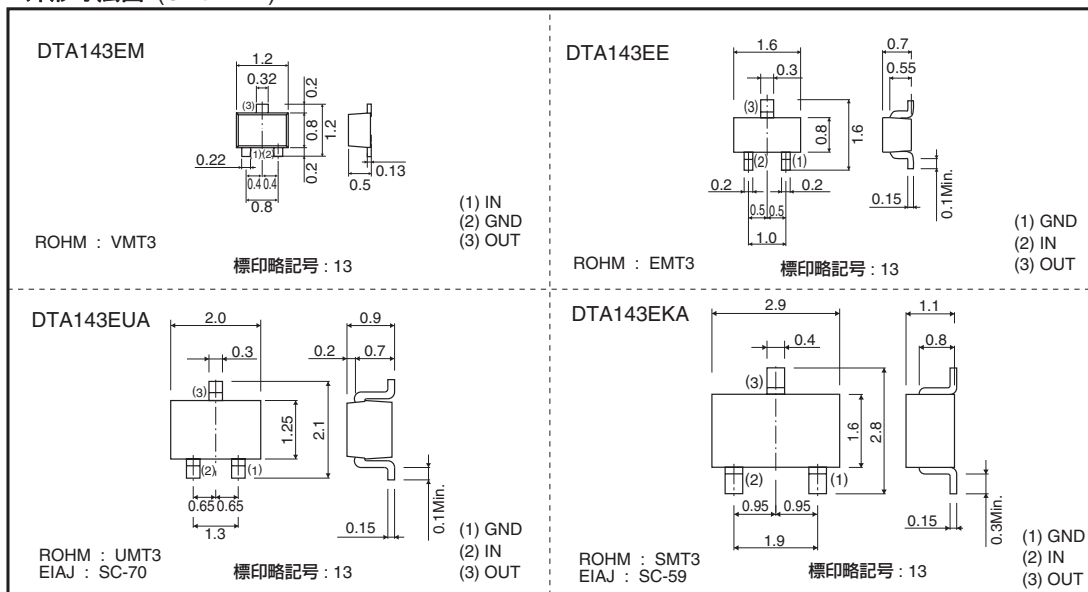 DTA143EM
1.2
0.32
0.2
(3)
0.8
1.2
(1)
(2)
0.22
0.2
0.4
0.4
0.8
0.5
0.13
(1) IN
(2) GND
(3) OUT
ROHM : VMT3
標印略記号 : 13
DTA143EE
1.6
0.3
(3)
0.8
1.6
(2)
(1)
0.2
0.2
0.5
0.5
1.0
0.7
0.55
0.15
0.1Min.
(1) GND
(2) IN
(3) OUT
ROHM : EMT3
標印略記号 : 13
DTA143EUA
2.0
0.3
(3)
1.25
2.1
(2)
(1)
0.65
0.65
1.3
0.9
0.2
0.7
0.15
0.1Min.
(1) GND
(2) IN
(3) OUT
ROHM : UMT3
EIAJ : SC-70
標印略記号 : 13
DTA143EKA
2.9
0.4
(3)
1.6
2.8
(2)
(1)
0.95
0.95
1.9
1.1
0.8
0.15
0.3Min.
(1) GND
(2) IN
(3) OUT
ROHM : SMT3
EIAJ : SC-59
標印略記号 : 13